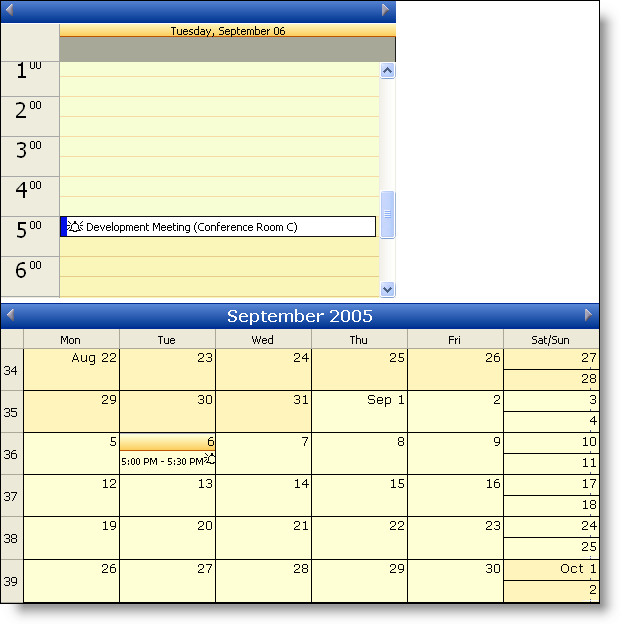 Tuesday, September 06
1 00
2 00
3 00
4 00
5 00 Development Meeting (Conference Room C)
6 00
September 2005
Mon Tue Wed Thu Fri Sat/Sun
34 Aug 22 23 24 25 26 27
28
35 29 30 31 Sep 1 2 3
4
36 5 6 7 8 9 10
5:00 PM - 5:30 PM 11
37 12 13 14 15 16 17
18
38 19 20 21 22 23 24
25
39 26 27 28 29 30 Oct 1
2